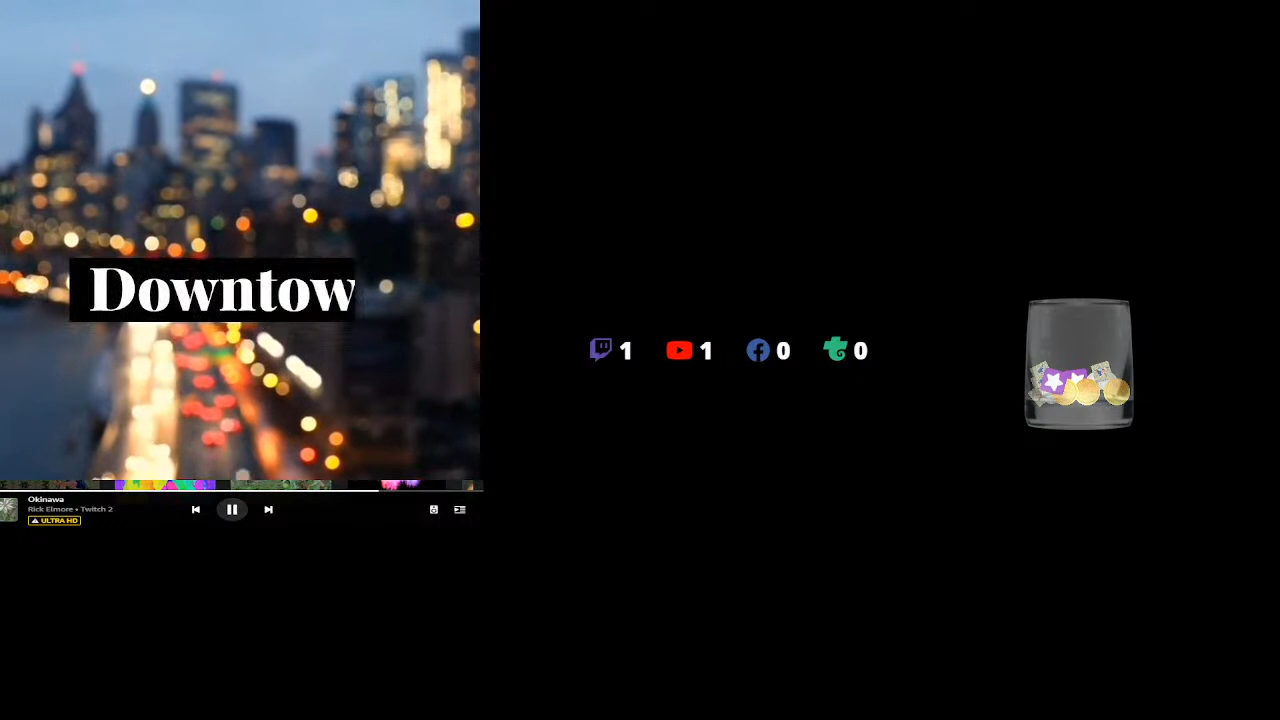 Downtow
1 1 0 0
Okinawa
Rick Elmore • Twitch 2
ULTRA HD